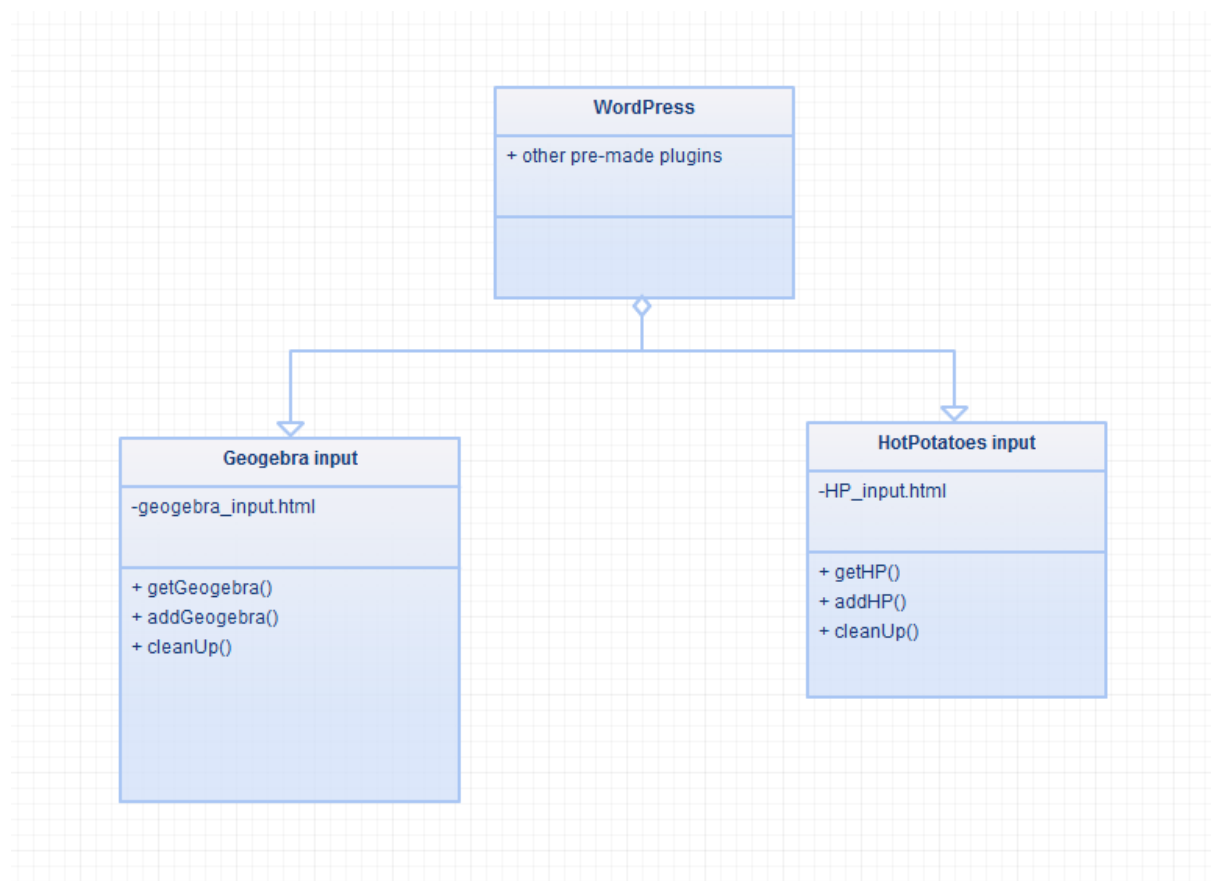 WordPress
+ other pre-made plugins
Geogebra input
-geogebra_input.html
+ getGeogebra()
+ addGeogebra()
+ cleanUp()
HotPotatoes input
-HP_input.html
+ getHP()
+ addHP()
+ cleanUp()